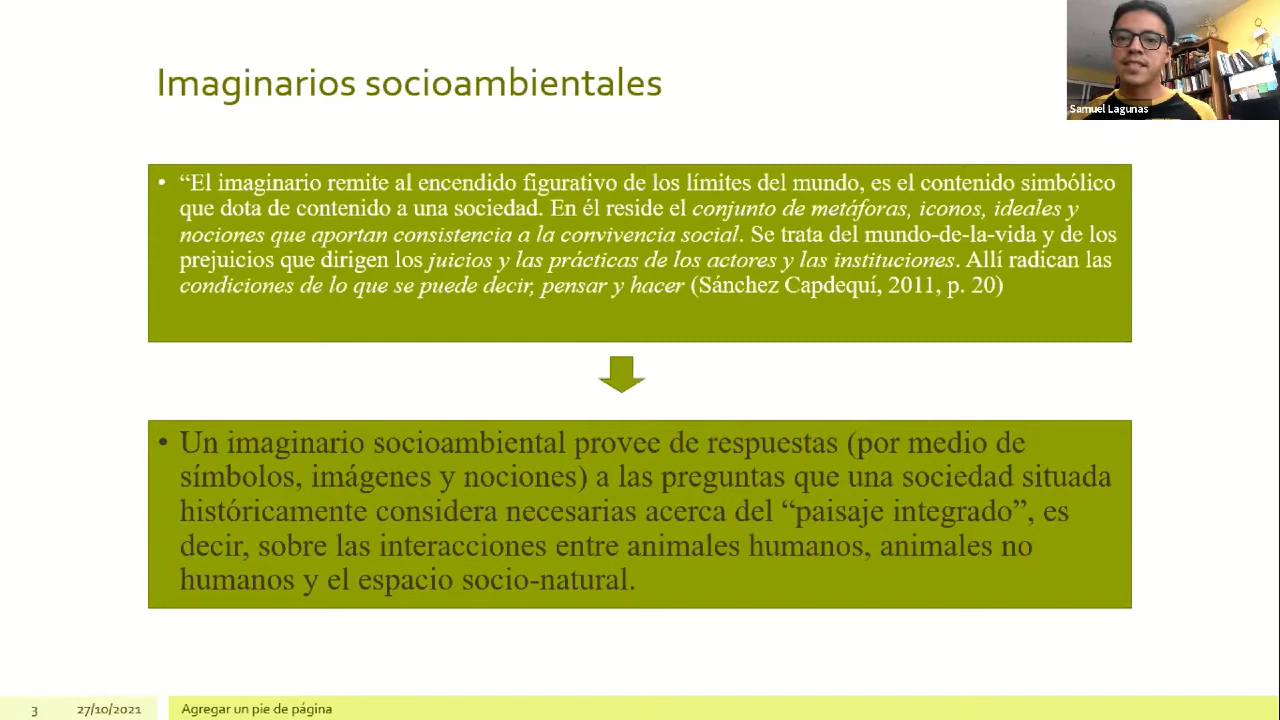 Imaginarios socioambientales
Samuel Lagunas
• “El imaginario remite al encendido figurativo de los límites del mundo, es el contenido simbólico
que dota de contenido a una sociedad. En él reside el conjunto de metáforas, iconos, ideales y
nociones que aportan consistencia a la convivencia social. Se trata del mundo-de-la-vida y de los
prejuicios que dirigen los juicios y las prácticas de los actores y las instituciones. Allí radican las
condiciones de lo que se puede decir, pensar y hacer (Sánchez Capdequí, 2011, p. 20)
• Un imaginario socioambiental provee de respuestas (por medio de
símbolos, imágenes y nociones) a las preguntas que una sociedad situada
históricamente considera necesarias acerca del “paisaje integrado”, es
decir, sobre las interacciones entre animales humanos, animales no
humanos y el espacio socio-natural.
3 27/10/2021 Agregar un pie de página